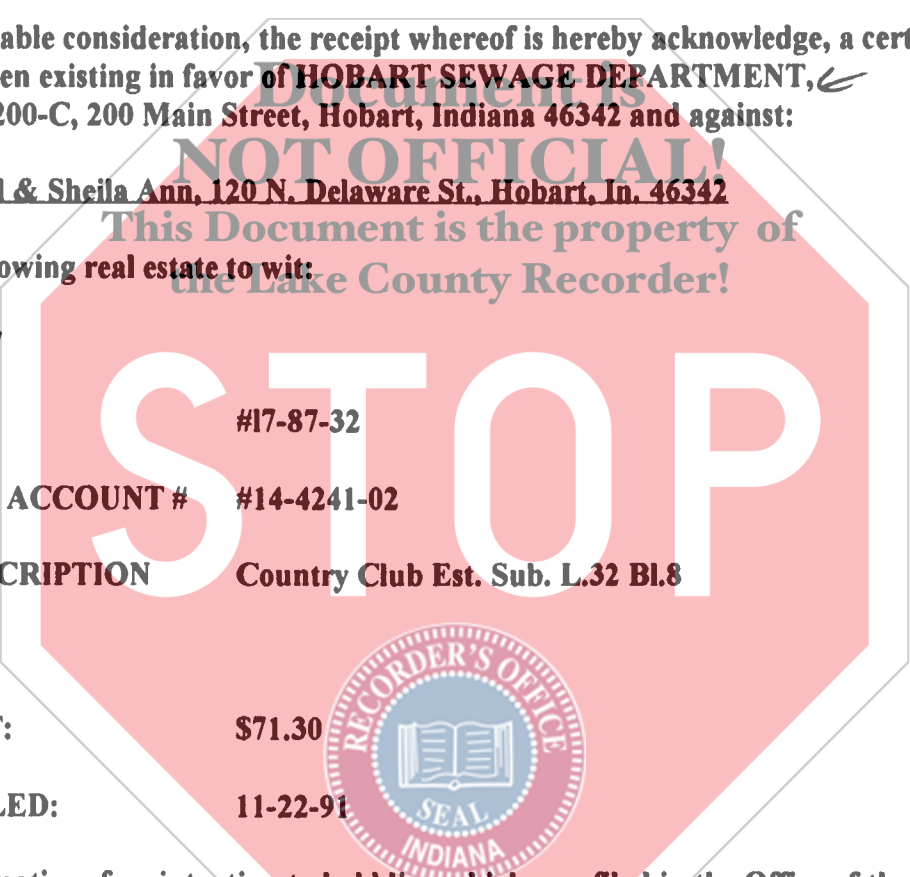 able consideration, the receipt whereof is hereby acknowledge, a cert
en existing in favor of HOBART SEWAGE DEPARTMENT,
Document is
200-C, 200 Main Street, Hobart, Indiana 46342 and against:
NOT OFFICIAL!
& Sheila Ann, 120 N. Delaware St., Hobart, In. 46342
This Document is the property of
owing real estate to wit:
the Lake County Recorder!
STOP
#l7-87-32
ACCOUNT # #14-4241-02
CRIPTION Country Club Est. Sub. L.32 Bl.8
RECORDER'S OFFICE
T: $71.30
LED: 11-22-91
SEAL
INDIANA